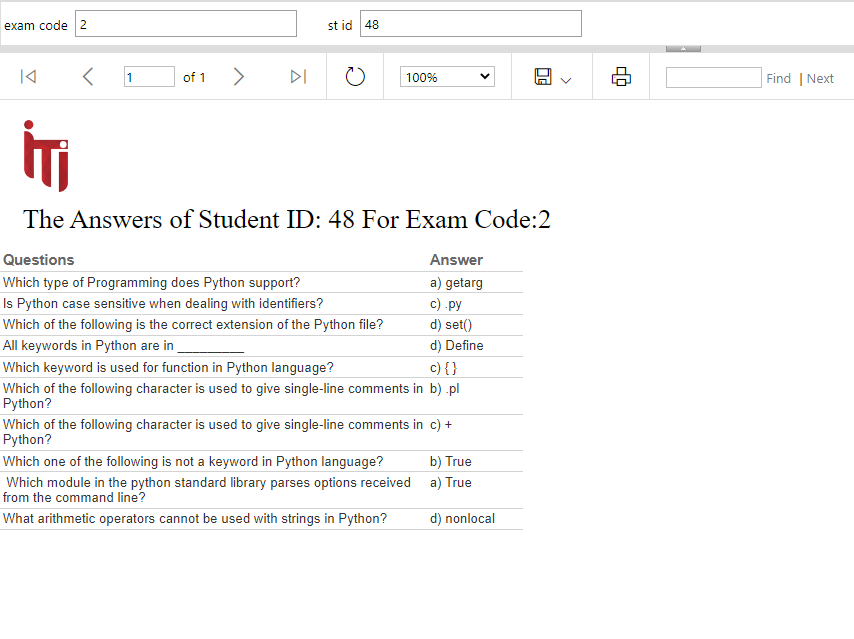 exam code 2 st id 48
1 of 1 100% Find | Next
iTi
The Answers of Student ID: 48 For Exam Code:2
Questions Answer
Which type of Programming does Python support? a) getarg
Is Python case sensitive when dealing with identifiers? c) .py
Which of the following is the correct extension of the Python file? d) set()
All keywords in Python are in _________ d) Define
Which keyword is used for function in Python language? c) { }
Which of the following character is used to give single-line comments in b) .pl
Python?
Which of the following character is used to give single-line comments in c) +
Python?
Which one of the following is not a keyword in Python language? b) True
Which module in the python standard library parses options received a) True
from the command line?
What arithmetic operators cannot be used with strings in Python? d) nonlocal